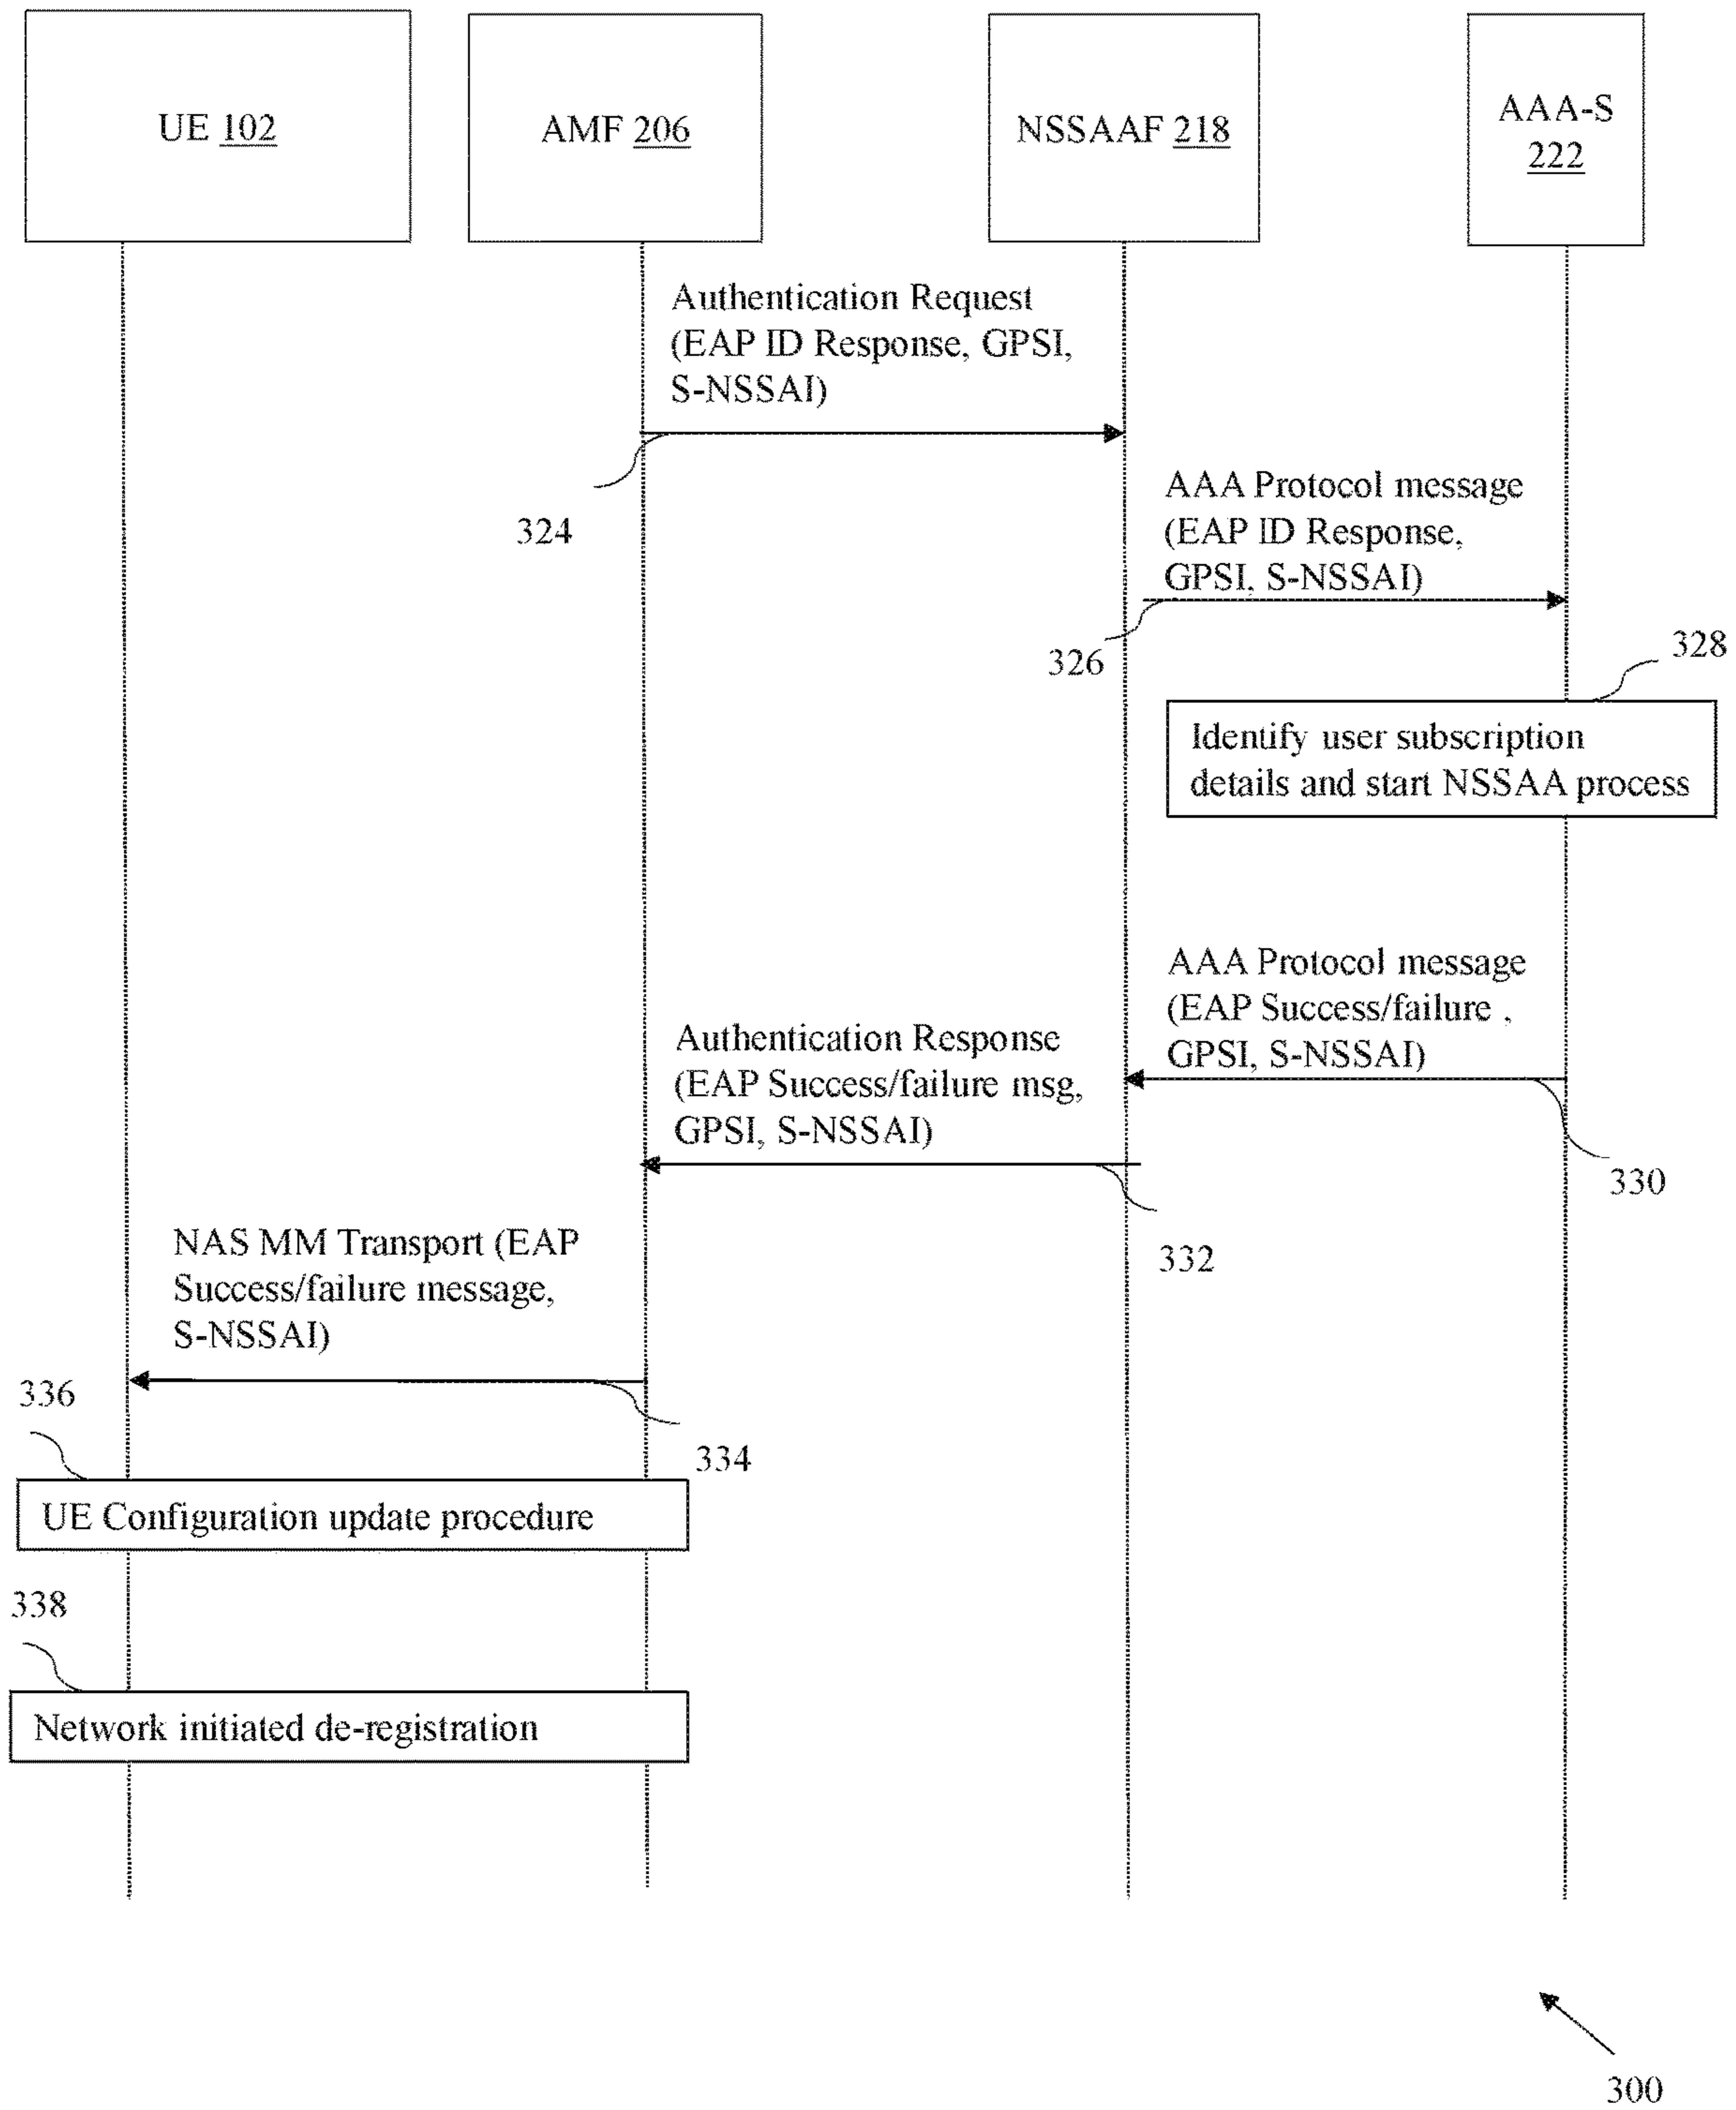 UE 102
AMF 206
NSSAAF 218
AAA-S
222
Authentication Request
(EAP ID Response, GPSI,
S-NSSAI)
324
AAA Protocol message
(EAP ID Response,
GPSI, S-NSSAI)
326
328
Identify user subscription
details and start NSSAA process
AAA Protocol message
(EAP Success/failure ,
GPSI, S-NSSAI)
330
Authentication Response
(EAP Success/failure msg,
GPSI, S-NSSAI)
332
NAS MM Transport (EAP
Success/failure message,
S-NSSAI)
334
336
UE Configuration update procedure
338
Network initiated de-registration
300